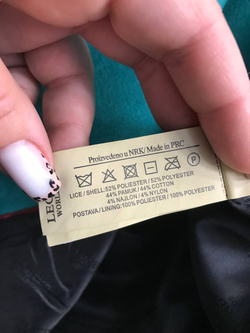 Proizvedeno u NRK/Made in PRC
P
LICE / SHELL:52% POLIESTER / 52% POLYESTER
44% PAMUK / 44% COTTON
4% NAJLON / 4% NYLON
POSTAVA / LINING:100% POLIESTER / 100% POLYESTER